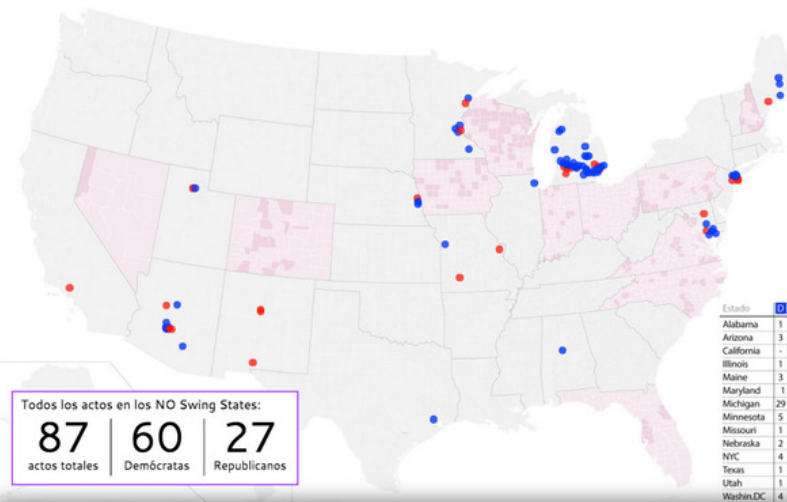 Todos los actos en los NO Swing States:
87 60 27
actos totales Demócratas Republicanos
Estado D
Alabama 1
Arizona 3
California -
Illinois 1
Maine 3
Maryland 1
Michigan 29
Minnesota 5
Missouri 1
Nebraska 2
NYC 4
Texas 1
Utah 1
Washin.DC 4